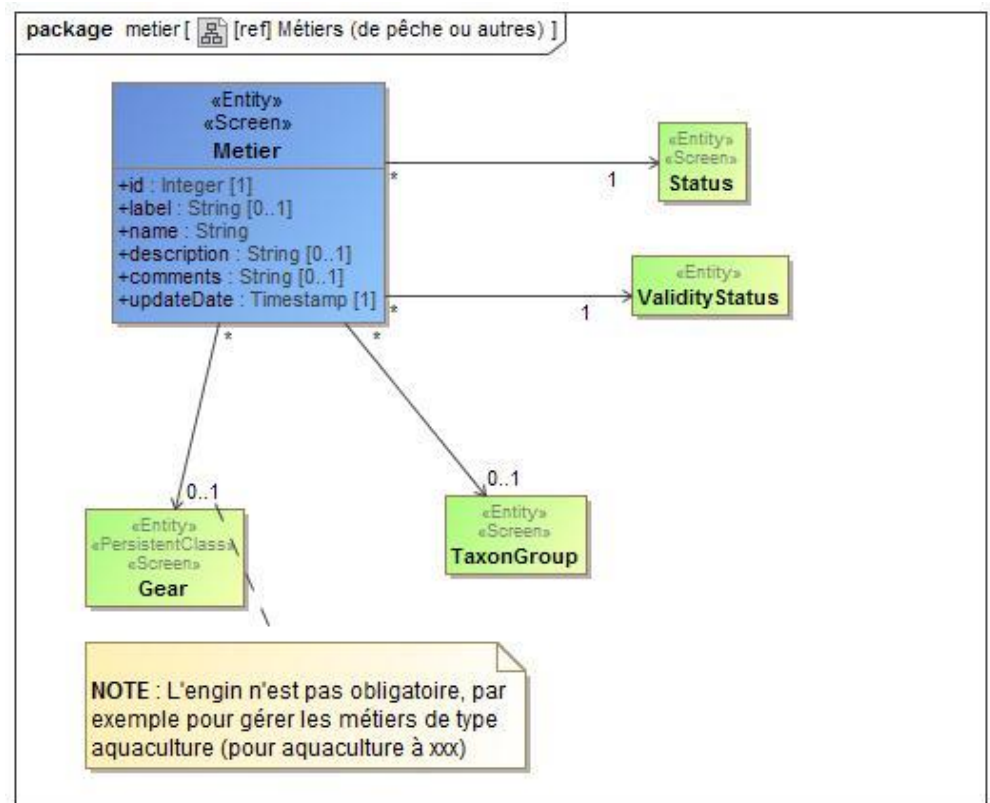 package metier [ [ref] Métiers (de pêche ou autres) ]
«Entity»
«Screen»
Metier
+id : Integer [1]
+label : String [0..1]
+name : String
+description : String [0..1]
+comments : String [0..1]
+updateDate : Timestamp [1]
*
1
«Entity»
«Screen»
Status
*
1
«Entity»
ValidityStatus
*
*
0..1
0..1
«Entity»
«PersistentClass»
«Screen»
Gear
«Entity»
«Screen»
TaxonGroup
NOTE : L'engin n'est pas obligatoire, par
exemple pour gérer les métiers de type
aquaculture (pour aquaculture à xxx)